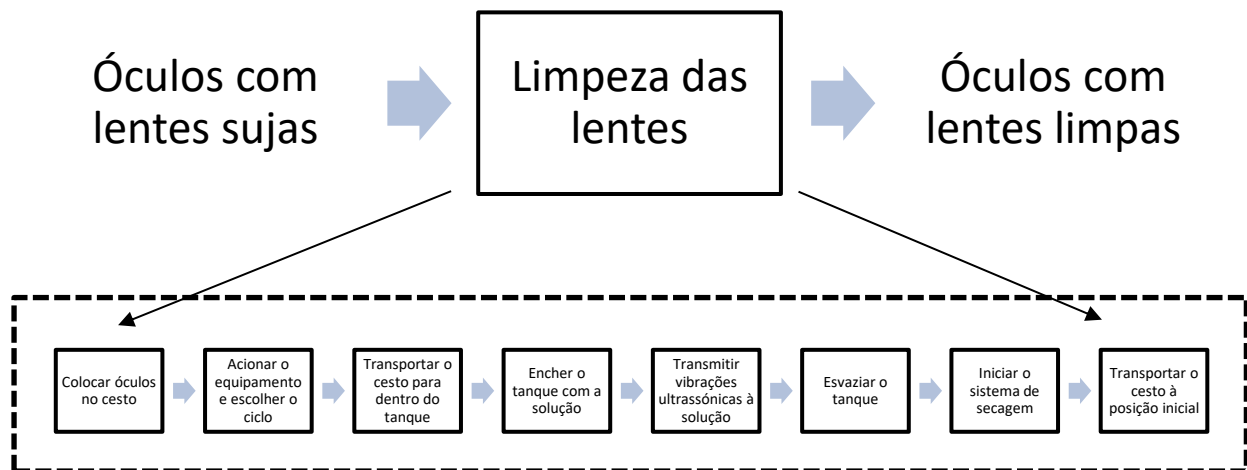 Óculos com
lentes sujas
Limpeza das
lentes
Óculos com
lentes limpas
Colocar óculos
no cesto
Acionar o
equipamento
e escolher o
ciclo
Transportar o
cesto para
dentro do
tanque
Encher o
tanque com a
solução
Transmitir
vibrações
ultrassónicas à
solução
Esvaziar o
tanque
Iniciar o
sistema de
secagem
Transportar o
cesto à
posição inicial